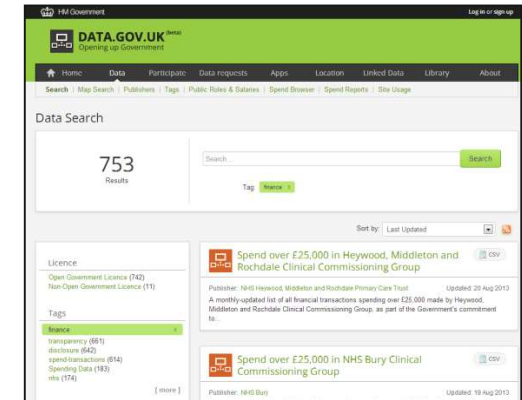 HM Government
Log in or sign up
DATA.GOV.UK (Beta)
Opening up Government
Home Data Participate Data requests Apps Location Linked Data Library About
Search | Map Search | Publishers | Tags | Public Roles & Salaries | Spend Browser | Spend Reports | Site Usage
Data Search
753
Results
Search...
Search
Tag finance x
Sort by: Last Updated
Licence
Open Government Licence (742)
Non-Open Government Licence (11)
Tags
finance x
transparency (661)
disclosure (642)
spend-transactions (614)
Spending Data (183)
nhs (174)
[ more ]
Spend over £25,000 in Heywood, Middleton and
Rochdale Clinical Commissioning Group
CSV
Publisher: NHS Heywood, Middleton and Rochdale Primary Care Trust
Updated: 20 Aug 2013
A monthly-updated list of all financial transactions spending over £25,000 made by Heywood,
Middleton and Rochdale Clinical Commissioning Group, as part of the Government's commitment
to...
Spend over £25,000 in NHS Bury Clinical
Commissioning Group
CSV
Publisher: NHS Bury
Updated: 19 Aug 2013